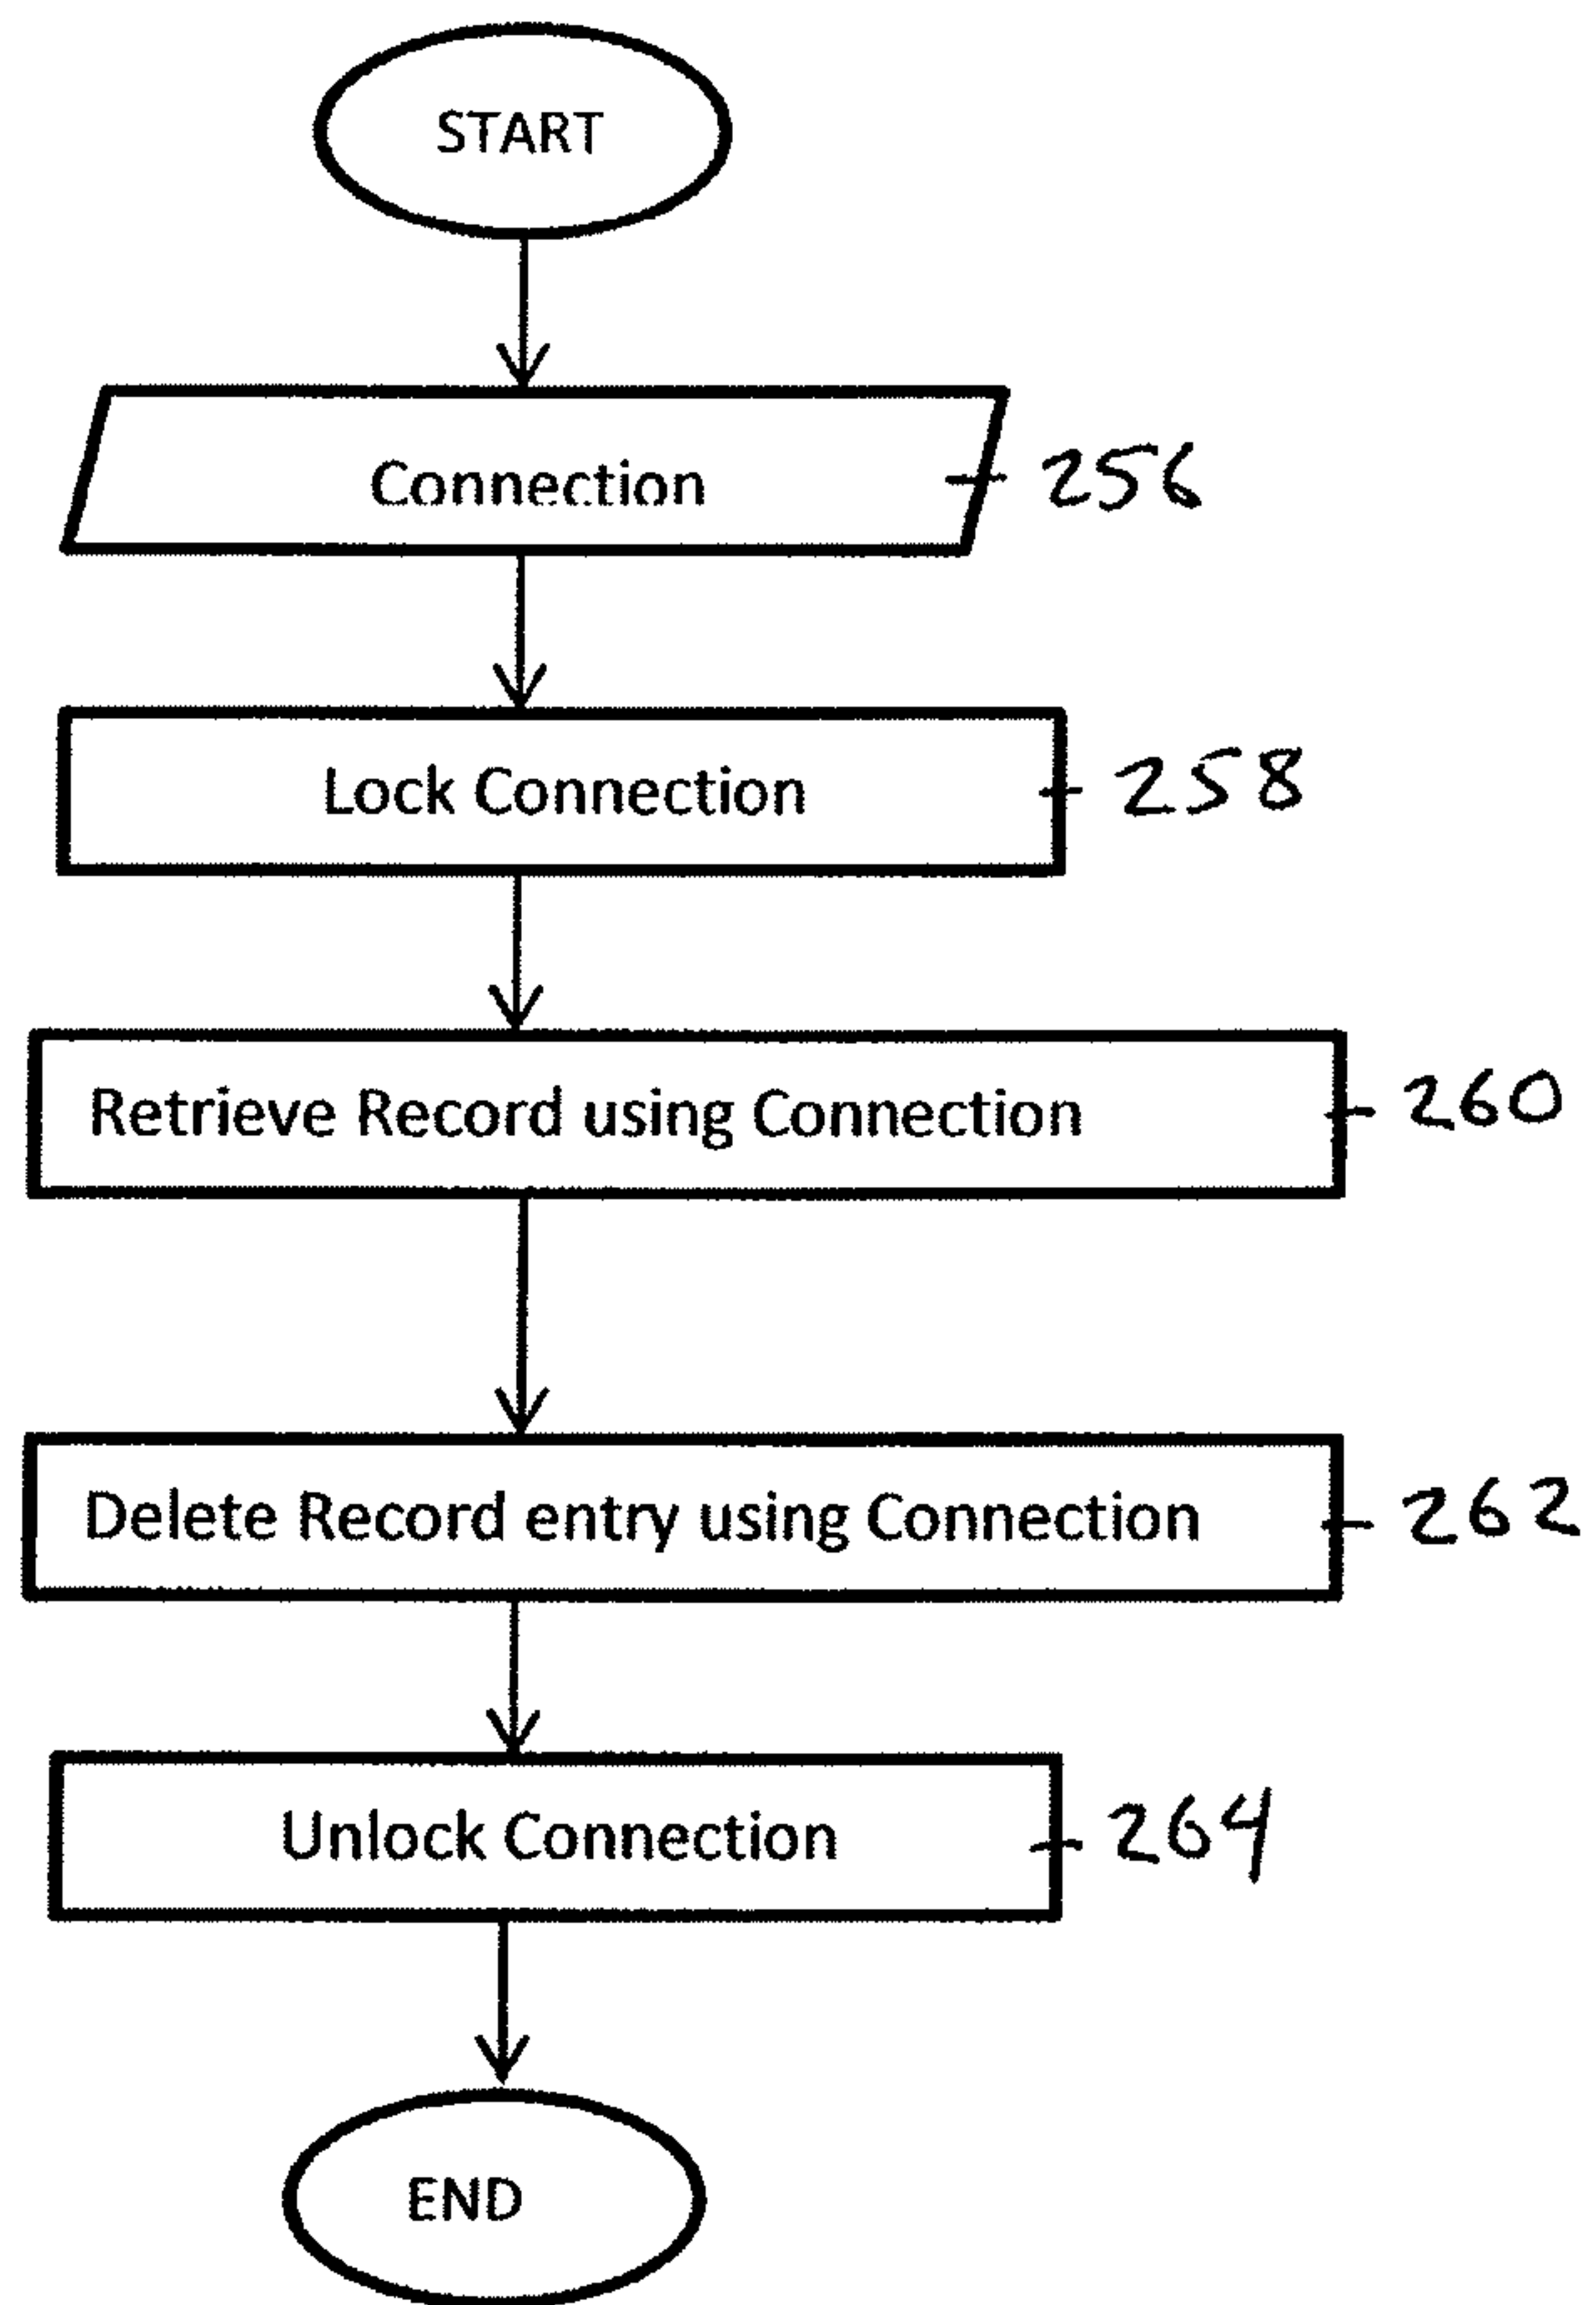 START
Connection 256
Lock Connection 258
Retrieve Record using Connection 260
Delete Record entry using Connection 262
Unlock Connection 264
END